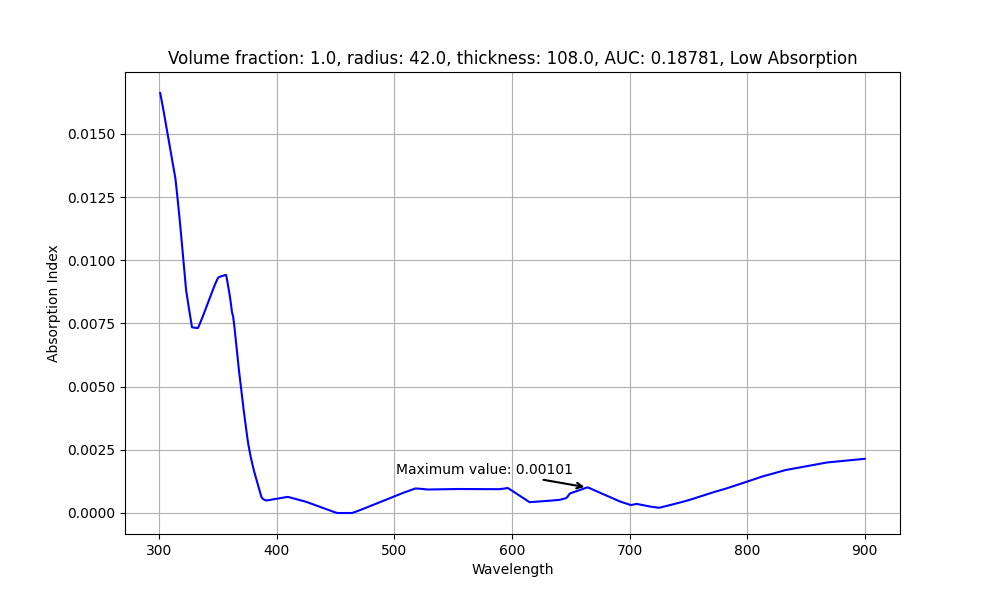 Volume fraction: 1.0, radius: 42.0, thickness: 108.0, AUC: 0.18781, Low Absorption
0.0150
0.0125
0.0100
0.0075
0.0050
0.0025
0.0000
Absorption Index
Maximum value: 0.00101
300 400 500 600 700 800 900
Wavelength